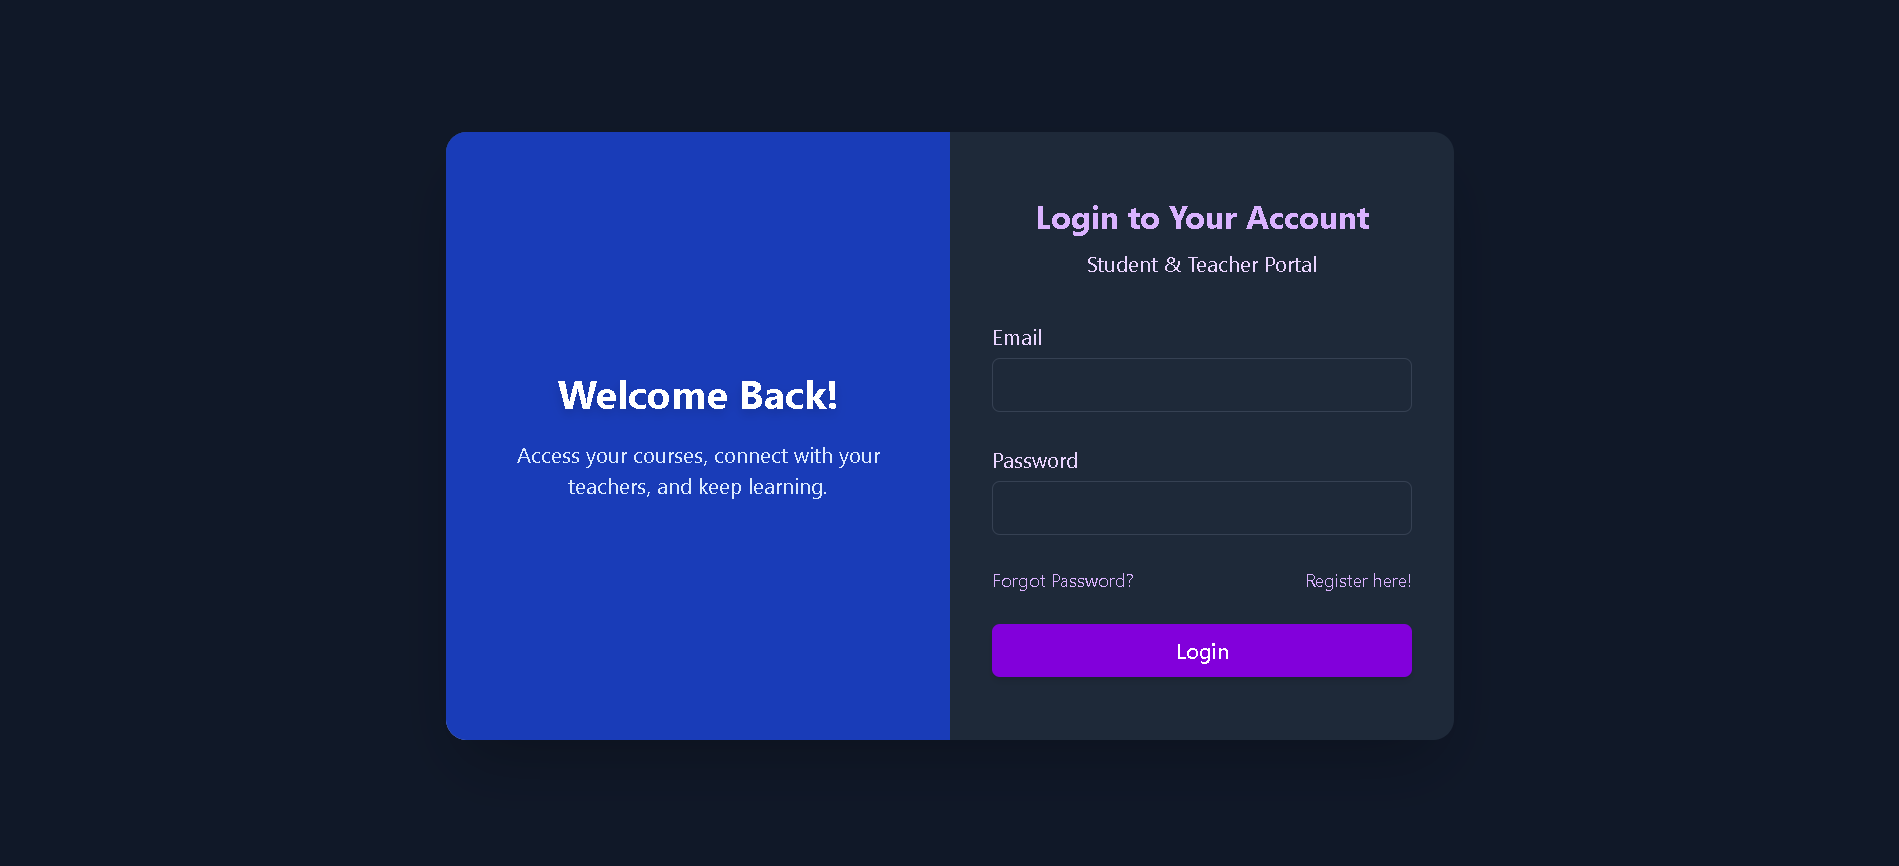 Welcome Back!
Access your courses, connect with your
teachers, and keep learning.
Login to Your Account
Student & Teacher Portal
Email
Password
Forgot Password?
Register here!
Login